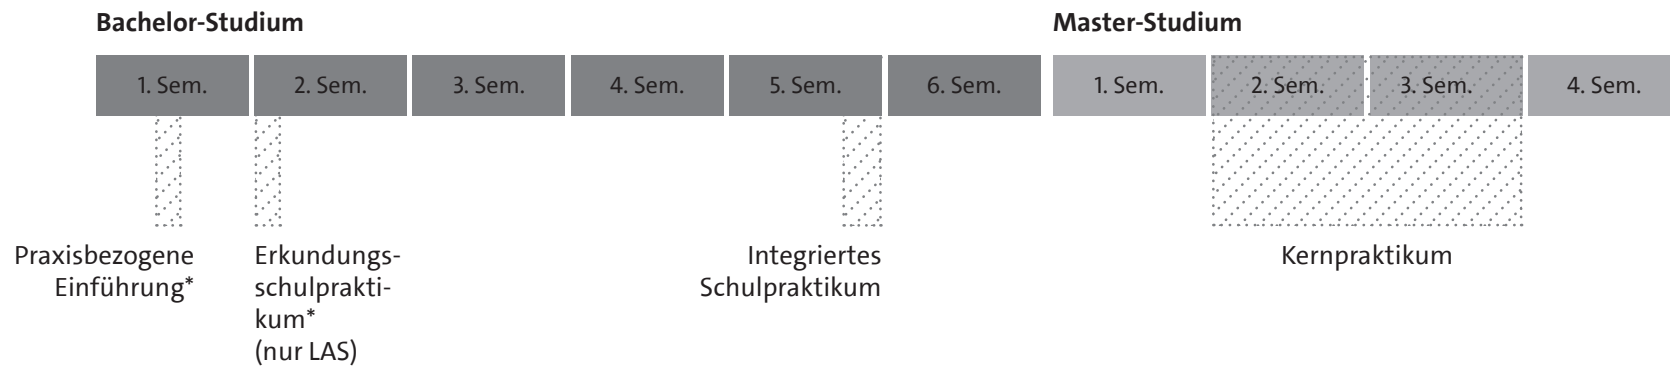 Bachelor-Studium
Master-Studium
1. Sem.
2. Sem.
3. Sem.
4. Sem.
5. Sem.
6. Sem.
1. Sem.
2. Sem.
3. Sem.
4. Sem.
Praxisbezogene
Einführung*
Erkundungs-
schulprakti-
kum*
(nur LAS)
Integriertes
Schulpraktikum
Kernpraktikum